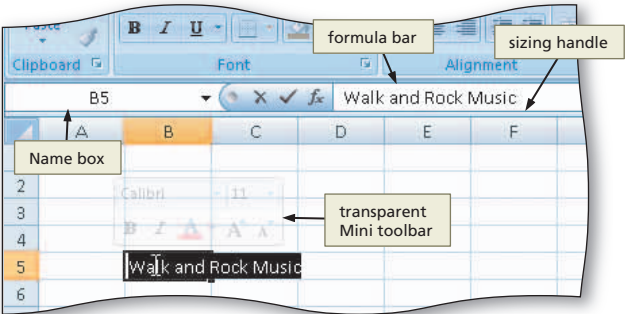 Paste
B I U
Clipboard Font Alignment
formula bar
sizing handle
B5 fx Walk and Rock Music
A B C D E F
Name box
2
Calibri 11
3
transparent
Mini toolbar
B I A A A
4
5 Walk and Rock Music
6